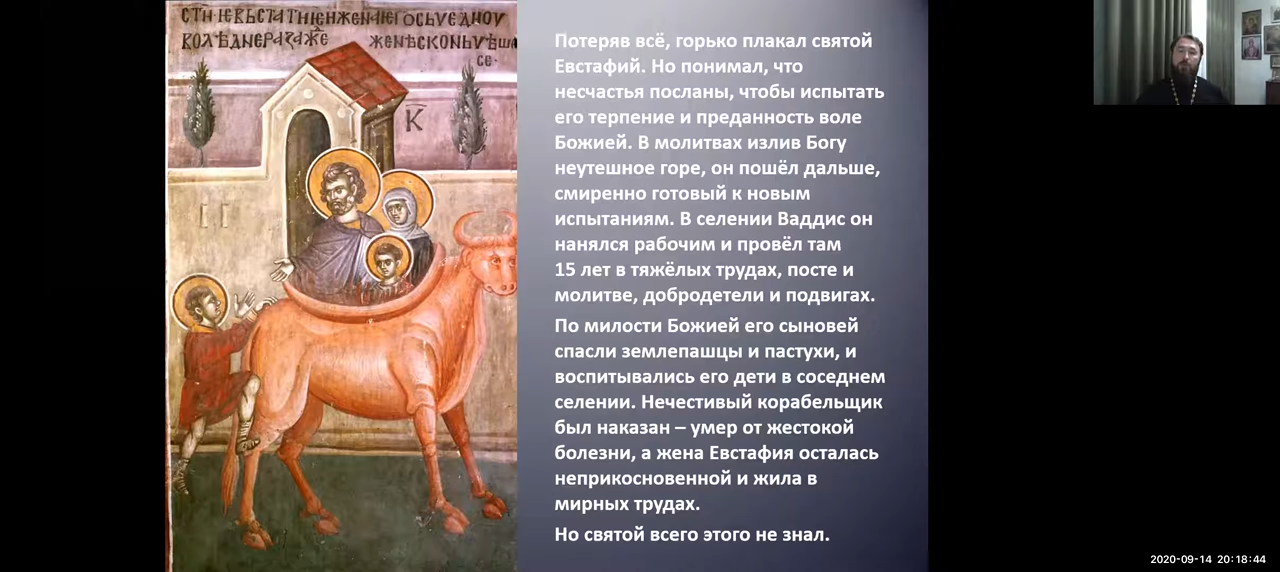 Потеряв всё, горько плакал святой
Евстафий. Но понимал, что
несчастья посланы, чтобы испытать
его терпение и преданность воле
Божией. В молитвах излив Богу
неутешное горе, он пошёл дальше,
смиренно готовый к новым
испытаниям. В селении Ваддис он
нанялся рабочим и провёл там
15 лет в тяжёлых трудах, посте и
молитве, добродетели и подвигах.
По милости Божией его сыновей
спасли землепашцы и пастухи, и
воспитывались его дети в соседнем
селении. Нечестивый корабельщик
был наказан – умер от жестокой
болезни, а жена Евстафия осталась
неприкосновенной и жила в
мирных трудах.
Но святой всего этого не знал.
2020-09-14 20:18:44